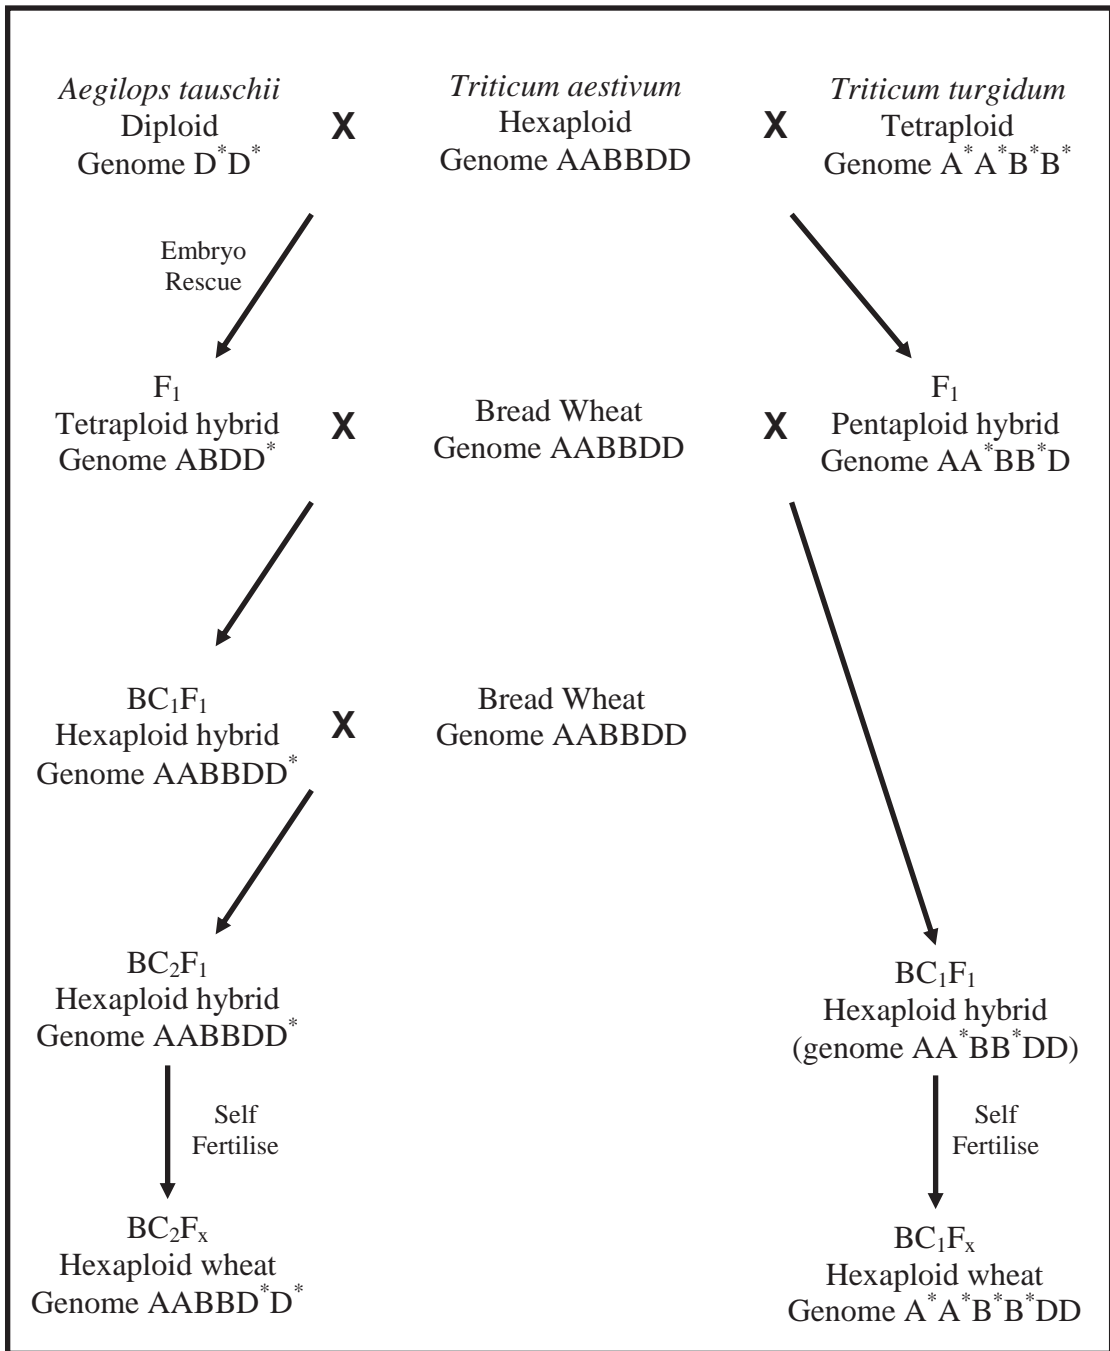 Aegilops tauschii
Diploid
Genome D*D*
X
Triticum aestivum
Hexaploid
Genome AABBDD
X
Triticum turgidum
Tetraploid
Genome A*A*B*B*
Embryo
Rescue
F₁
Tetraploid hybrid
Genome ABDD*
X
Bread Wheat
Genome AABBDD
X
F₁
Pentaploid hybrid
Genome AA*BB*D
BC₁F₁
Hexaploid hybrid
Genome AABBDD*
X
Bread Wheat
Genome AABBDD
BC₂F₁
Hexaploid hybrid
Genome AABBDD*
BC₁F₁
Hexaploid hybrid
(genome AA*BB*DD)
Self
Fertilise
Self
Fertilise
BC₂Fₓ
Hexaploid wheat
Genome AABBD*D*
BC₁Fₓ
Hexaploid wheat
Genome A*A*B*B*DD